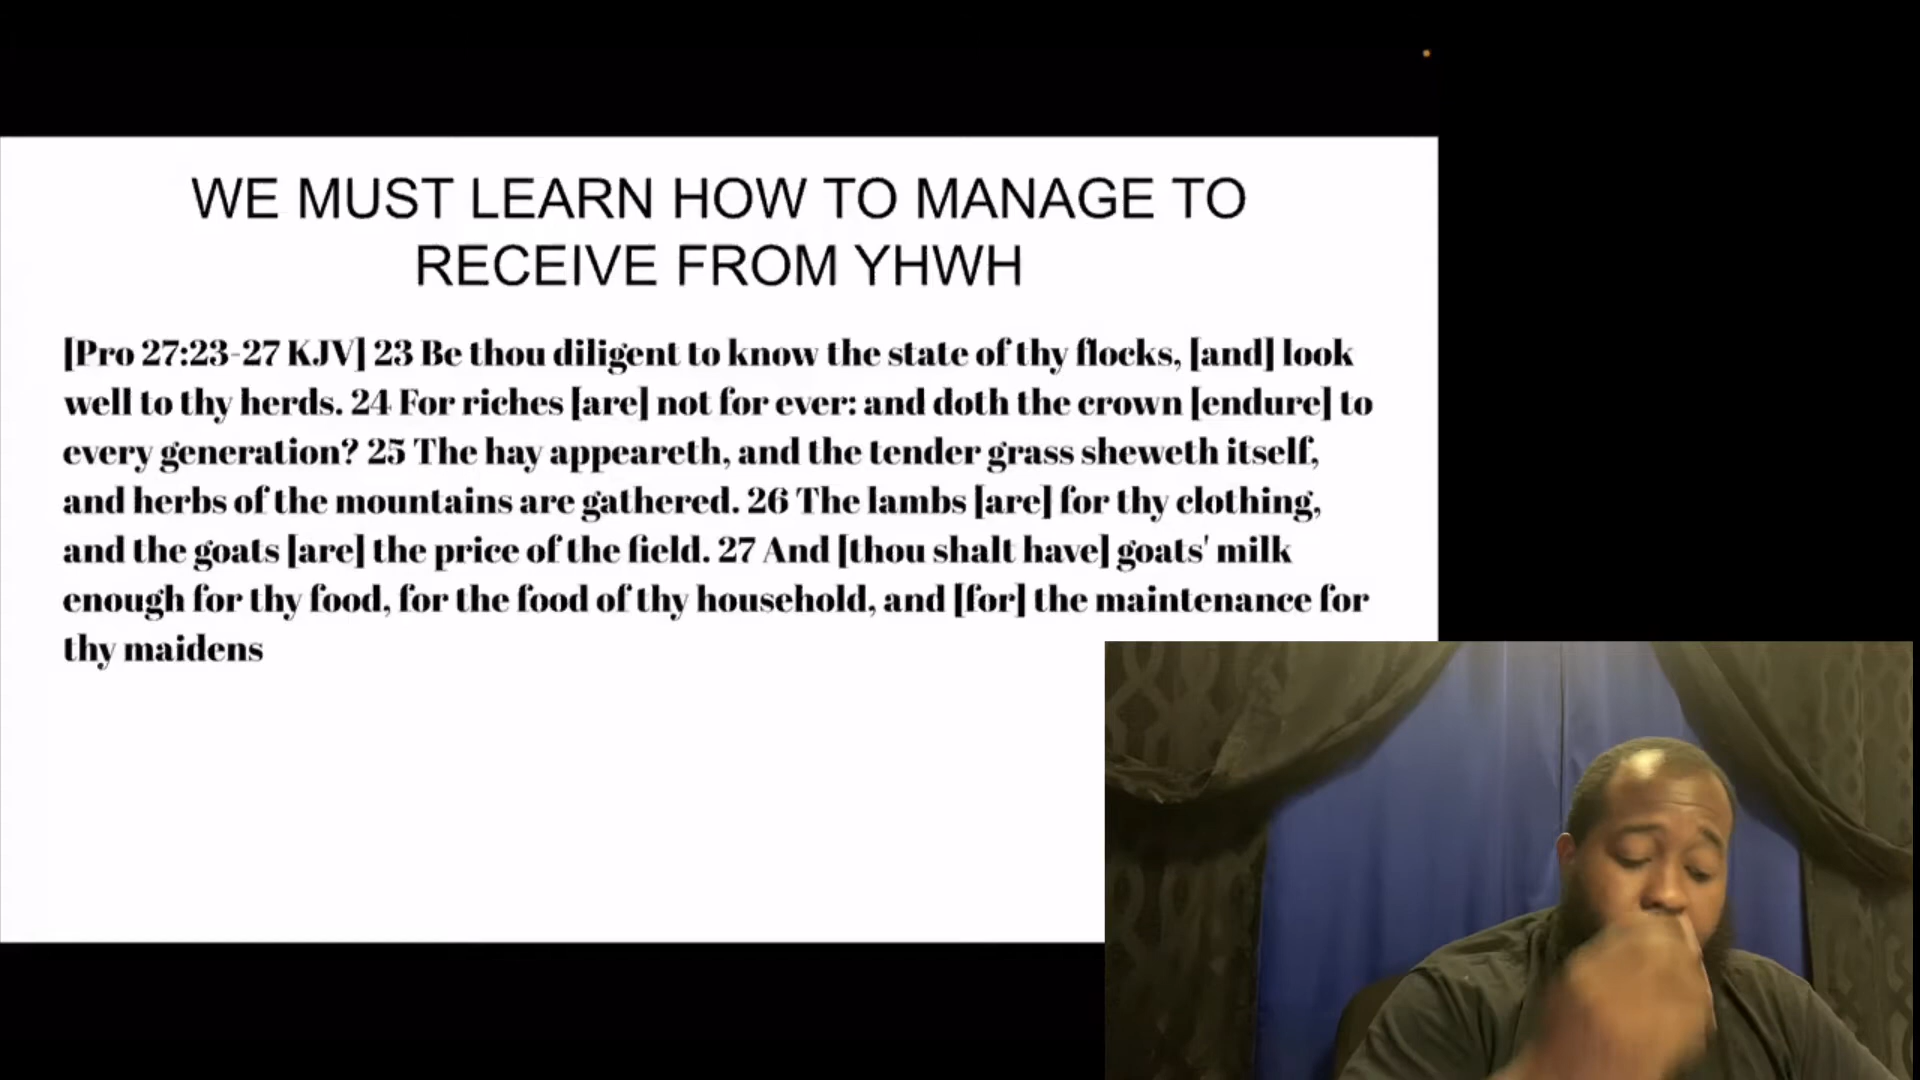 WE MUST LEARN HOW TO MANAGE TO
RECEIVE FROM YHWH
[Pro 27:23-27 KJV] 23 Be thou diligent to know the state of thy flocks, [and] look
well to thy herds. 24 For riches [are] not for ever: and doth the crown [endure] to
every generation? 25 The hay appeareth, and the tender grass sheweth itself,
and herbs of the mountains are gathered. 26 The lambs [are] for thy clothing,
and the goats [are] the price of the field. 27 And [thou shalt have] goats' milk
enough for thy food, for the food of thy household, and [for] the maintenance for
thy maidens